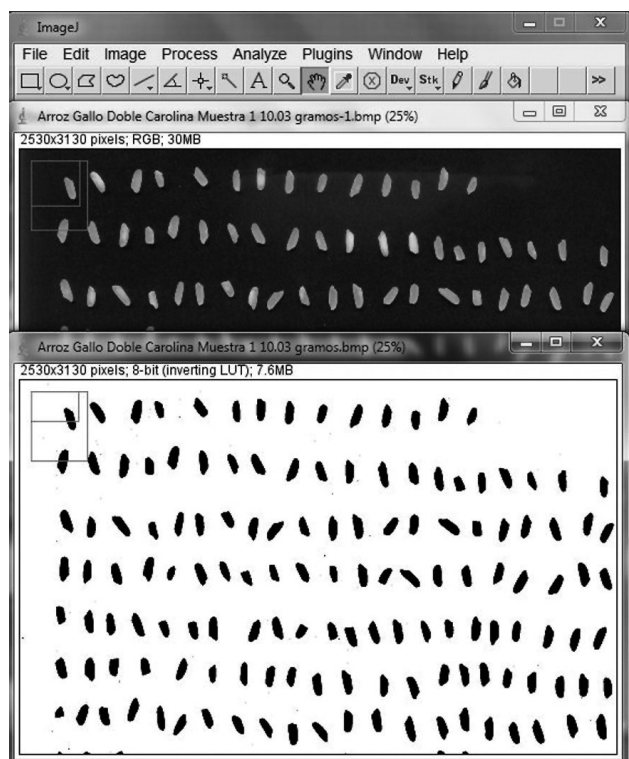 ImageJ
File Edit Image Process Analyze Plugins Window Help
A Dev Stk >>
Arroz Gallo Doble Carolina Muestra 1 10.03 gramos-1.bmp (25%)
2530x3130 pixels; RGB; 30MB
Arroz Gallo Doble Carolina Muestra 1 10.03 gramos.bmp (25%)
2530x3130 pixels; 8-bit (inverting LUT); 7.6MB